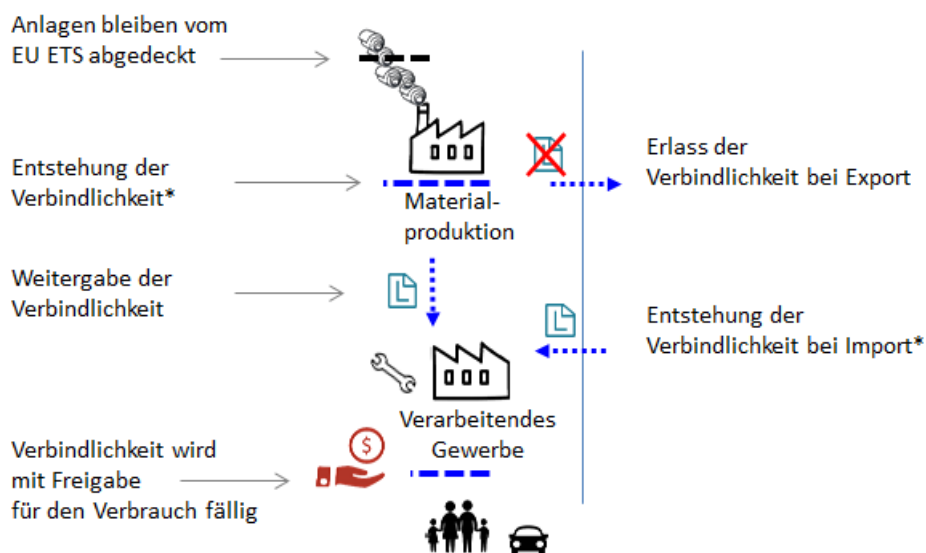 Anlagen bleiben vom
EU ETS abgedeckt
Entstehung der
Verbindlichkeit*
Material-
produktion
Erlass der
Verbindlichkeit bei Export
Weitergabe der
Verbindlichkeit
L
L
Entstehung der
Verbindlichkeit bei Import*
Verarbeitendes
Gewerbe
$
Verbindlichkeit wird
mit Freigabe
für den Verbrauch fällig